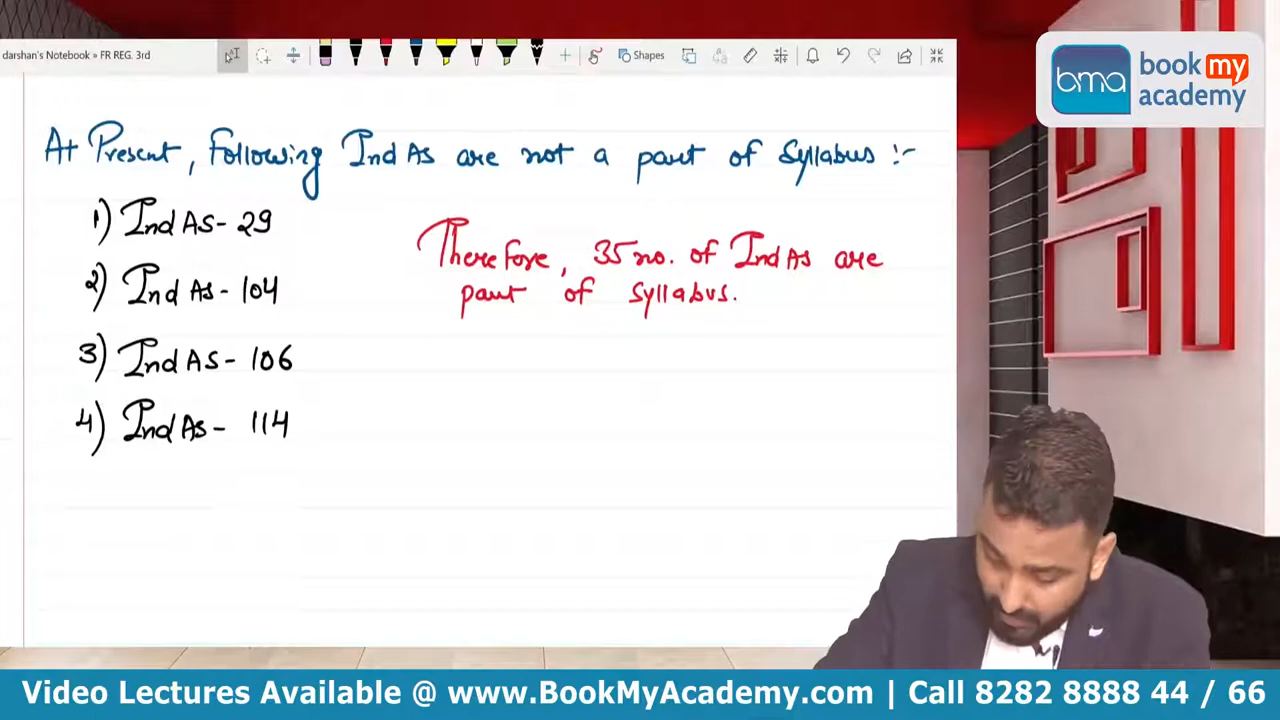 darshan's Notebook » FR REG. 3rd
Shapes
bma
book my
academy
At Present, Following Ind As are not a part of Syllabus :-
1) Ind AS - 29
2) Ind As - 104
3) Ind AS - 106
4) Ind As - 114
Therefore, 35 no. of Ind As are
part of syllabus.
Video Lectures Available @ www.BookMyAcademy.com | Call 8282 8888 44 / 66